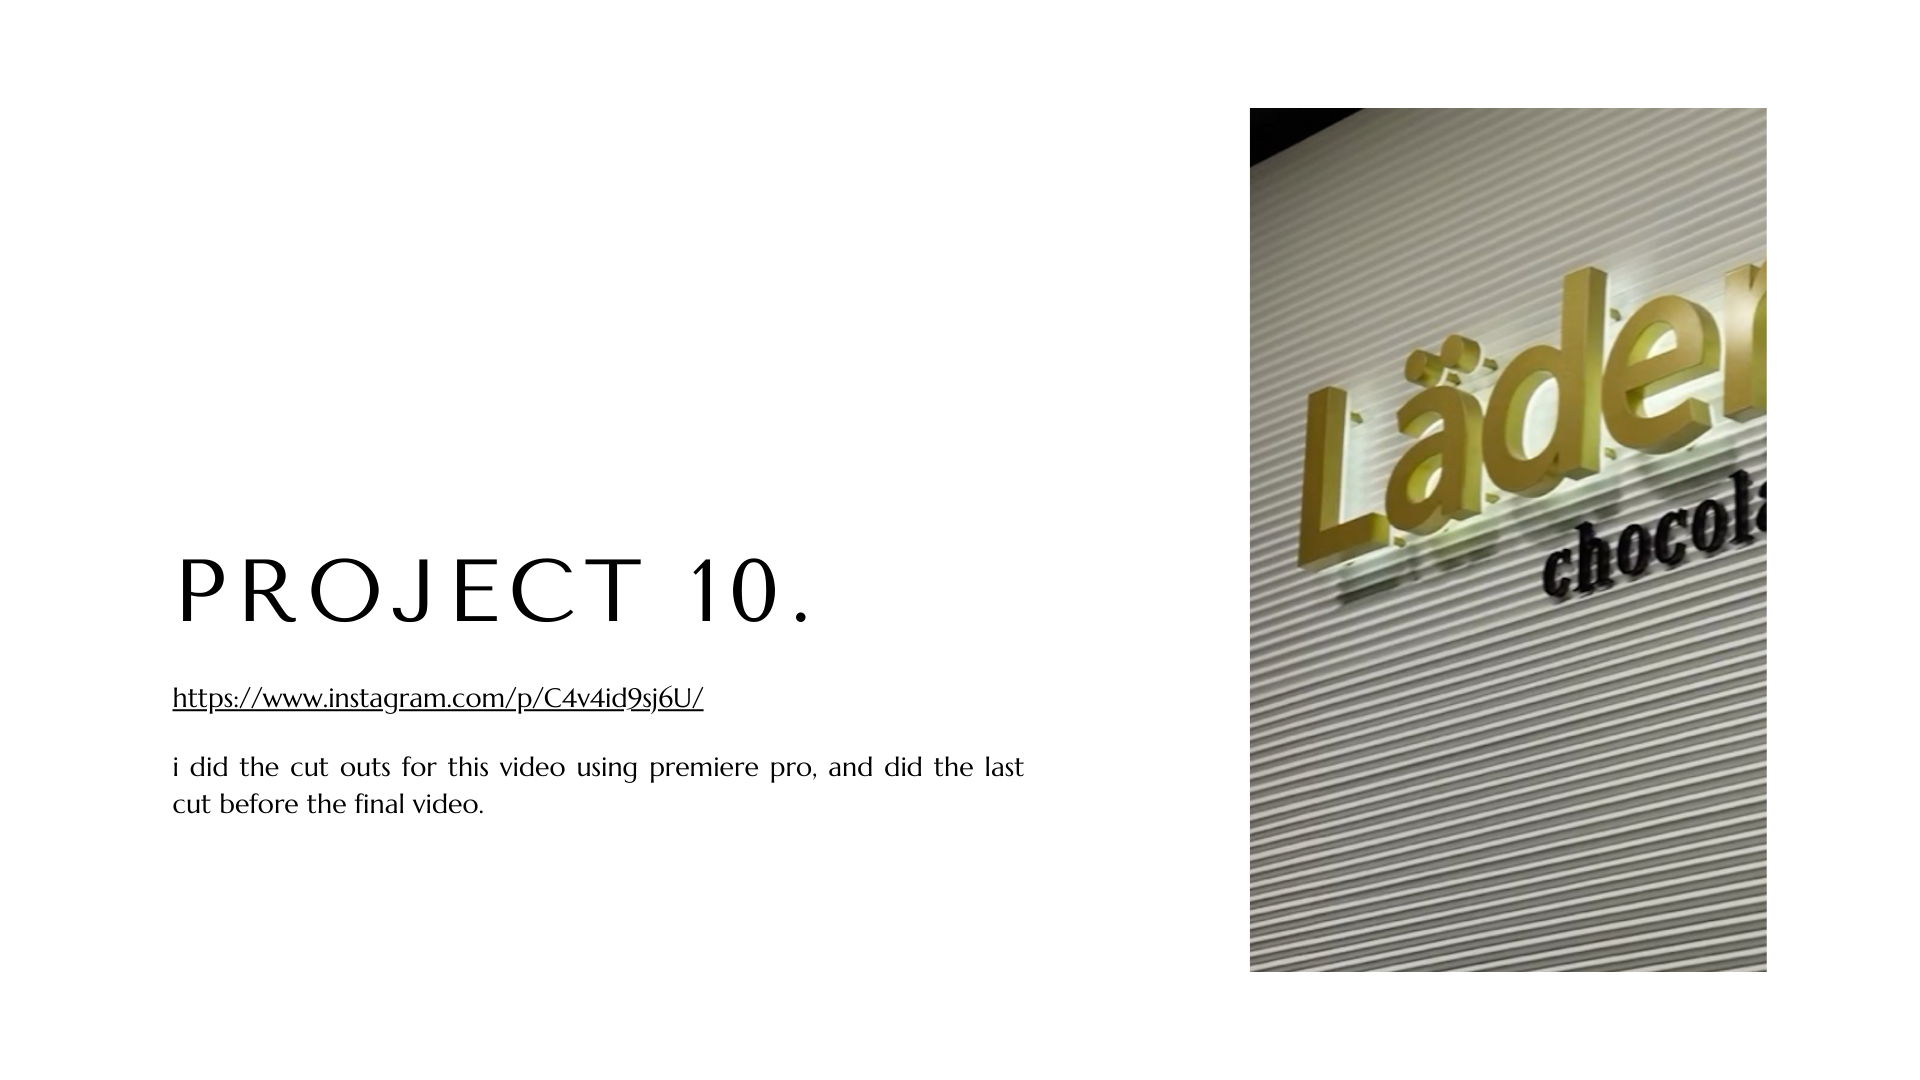 PROJECT 10.
https://www.instagram.com/p/C4v4id9sj6U/
i did the cut outs for this video using premiere pro, and did the last
cut before the final video.
Läder
chocola